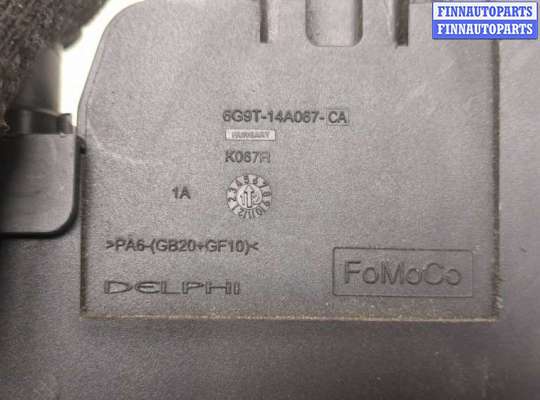 FINNAUTOPARTS
FINNAUTOPARTS
6G9T-14A067-CA
HUNGARY
K067R
1A
>PA6-(GB20+GF10)<
DELPHI
FoMoCo